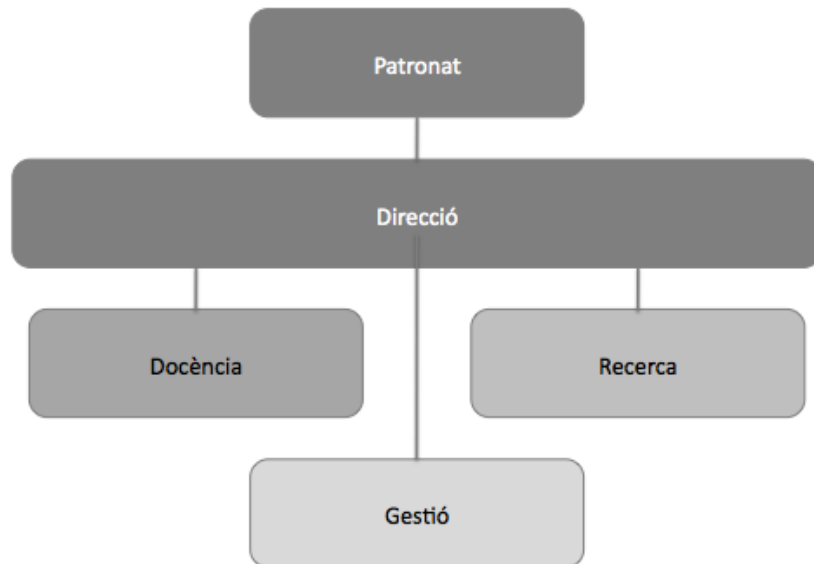 Patronat
Direcció
Docència
Recerca
Gestió